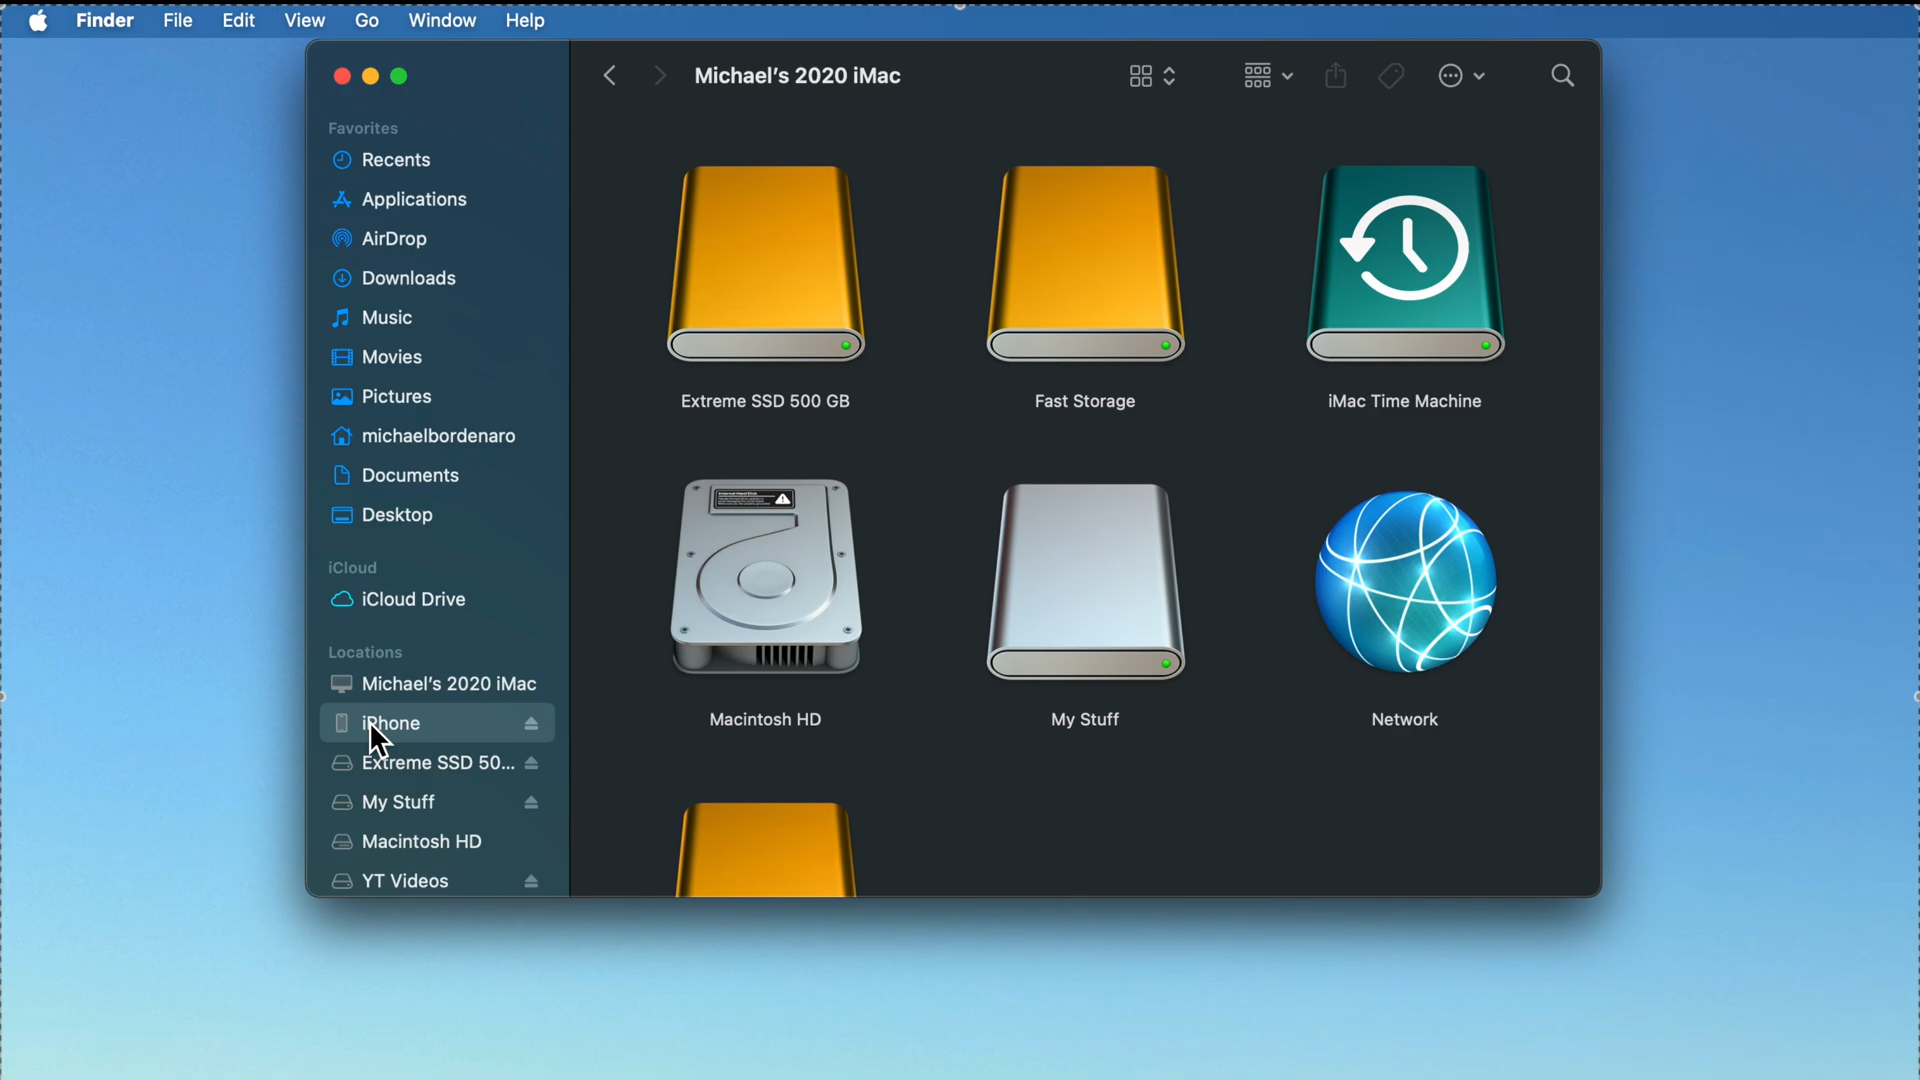 Finder File Edit View Go Window Help
Michael's 2020 iMac
Favorites
Recents
Applications
AirDrop
Downloads
Music
Movies
Pictures
michaelbordenaro
Documents
Desktop
iCloud
iCloud Drive
Locations
Michael's 2020 iMac
iPhone
Extreme SSD 50...
My Stuff
Macintosh HD
YT Videos
Extreme SSD 500 GB
Fast Storage
iMac Time Machine
Macintosh HD
My Stuff
Network